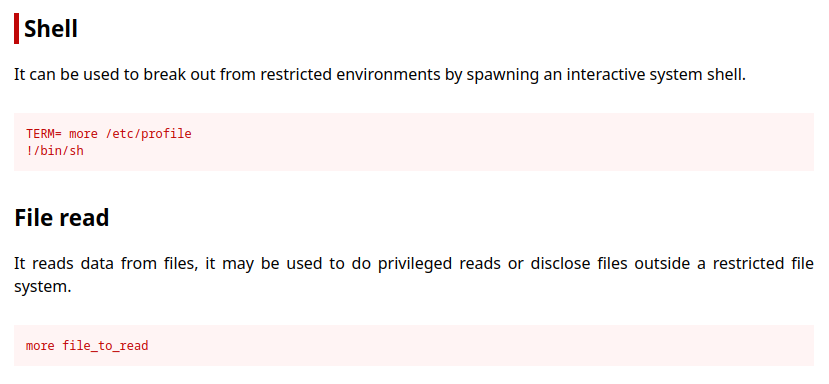 Shell
It can be used to break out from restricted environments by spawning an interactive system shell.
TERM= more /etc/profile
!/bin/sh
File read
It reads data from files, it may be used to do privileged reads or disclose files outside a restricted file
system.
more file_to_read